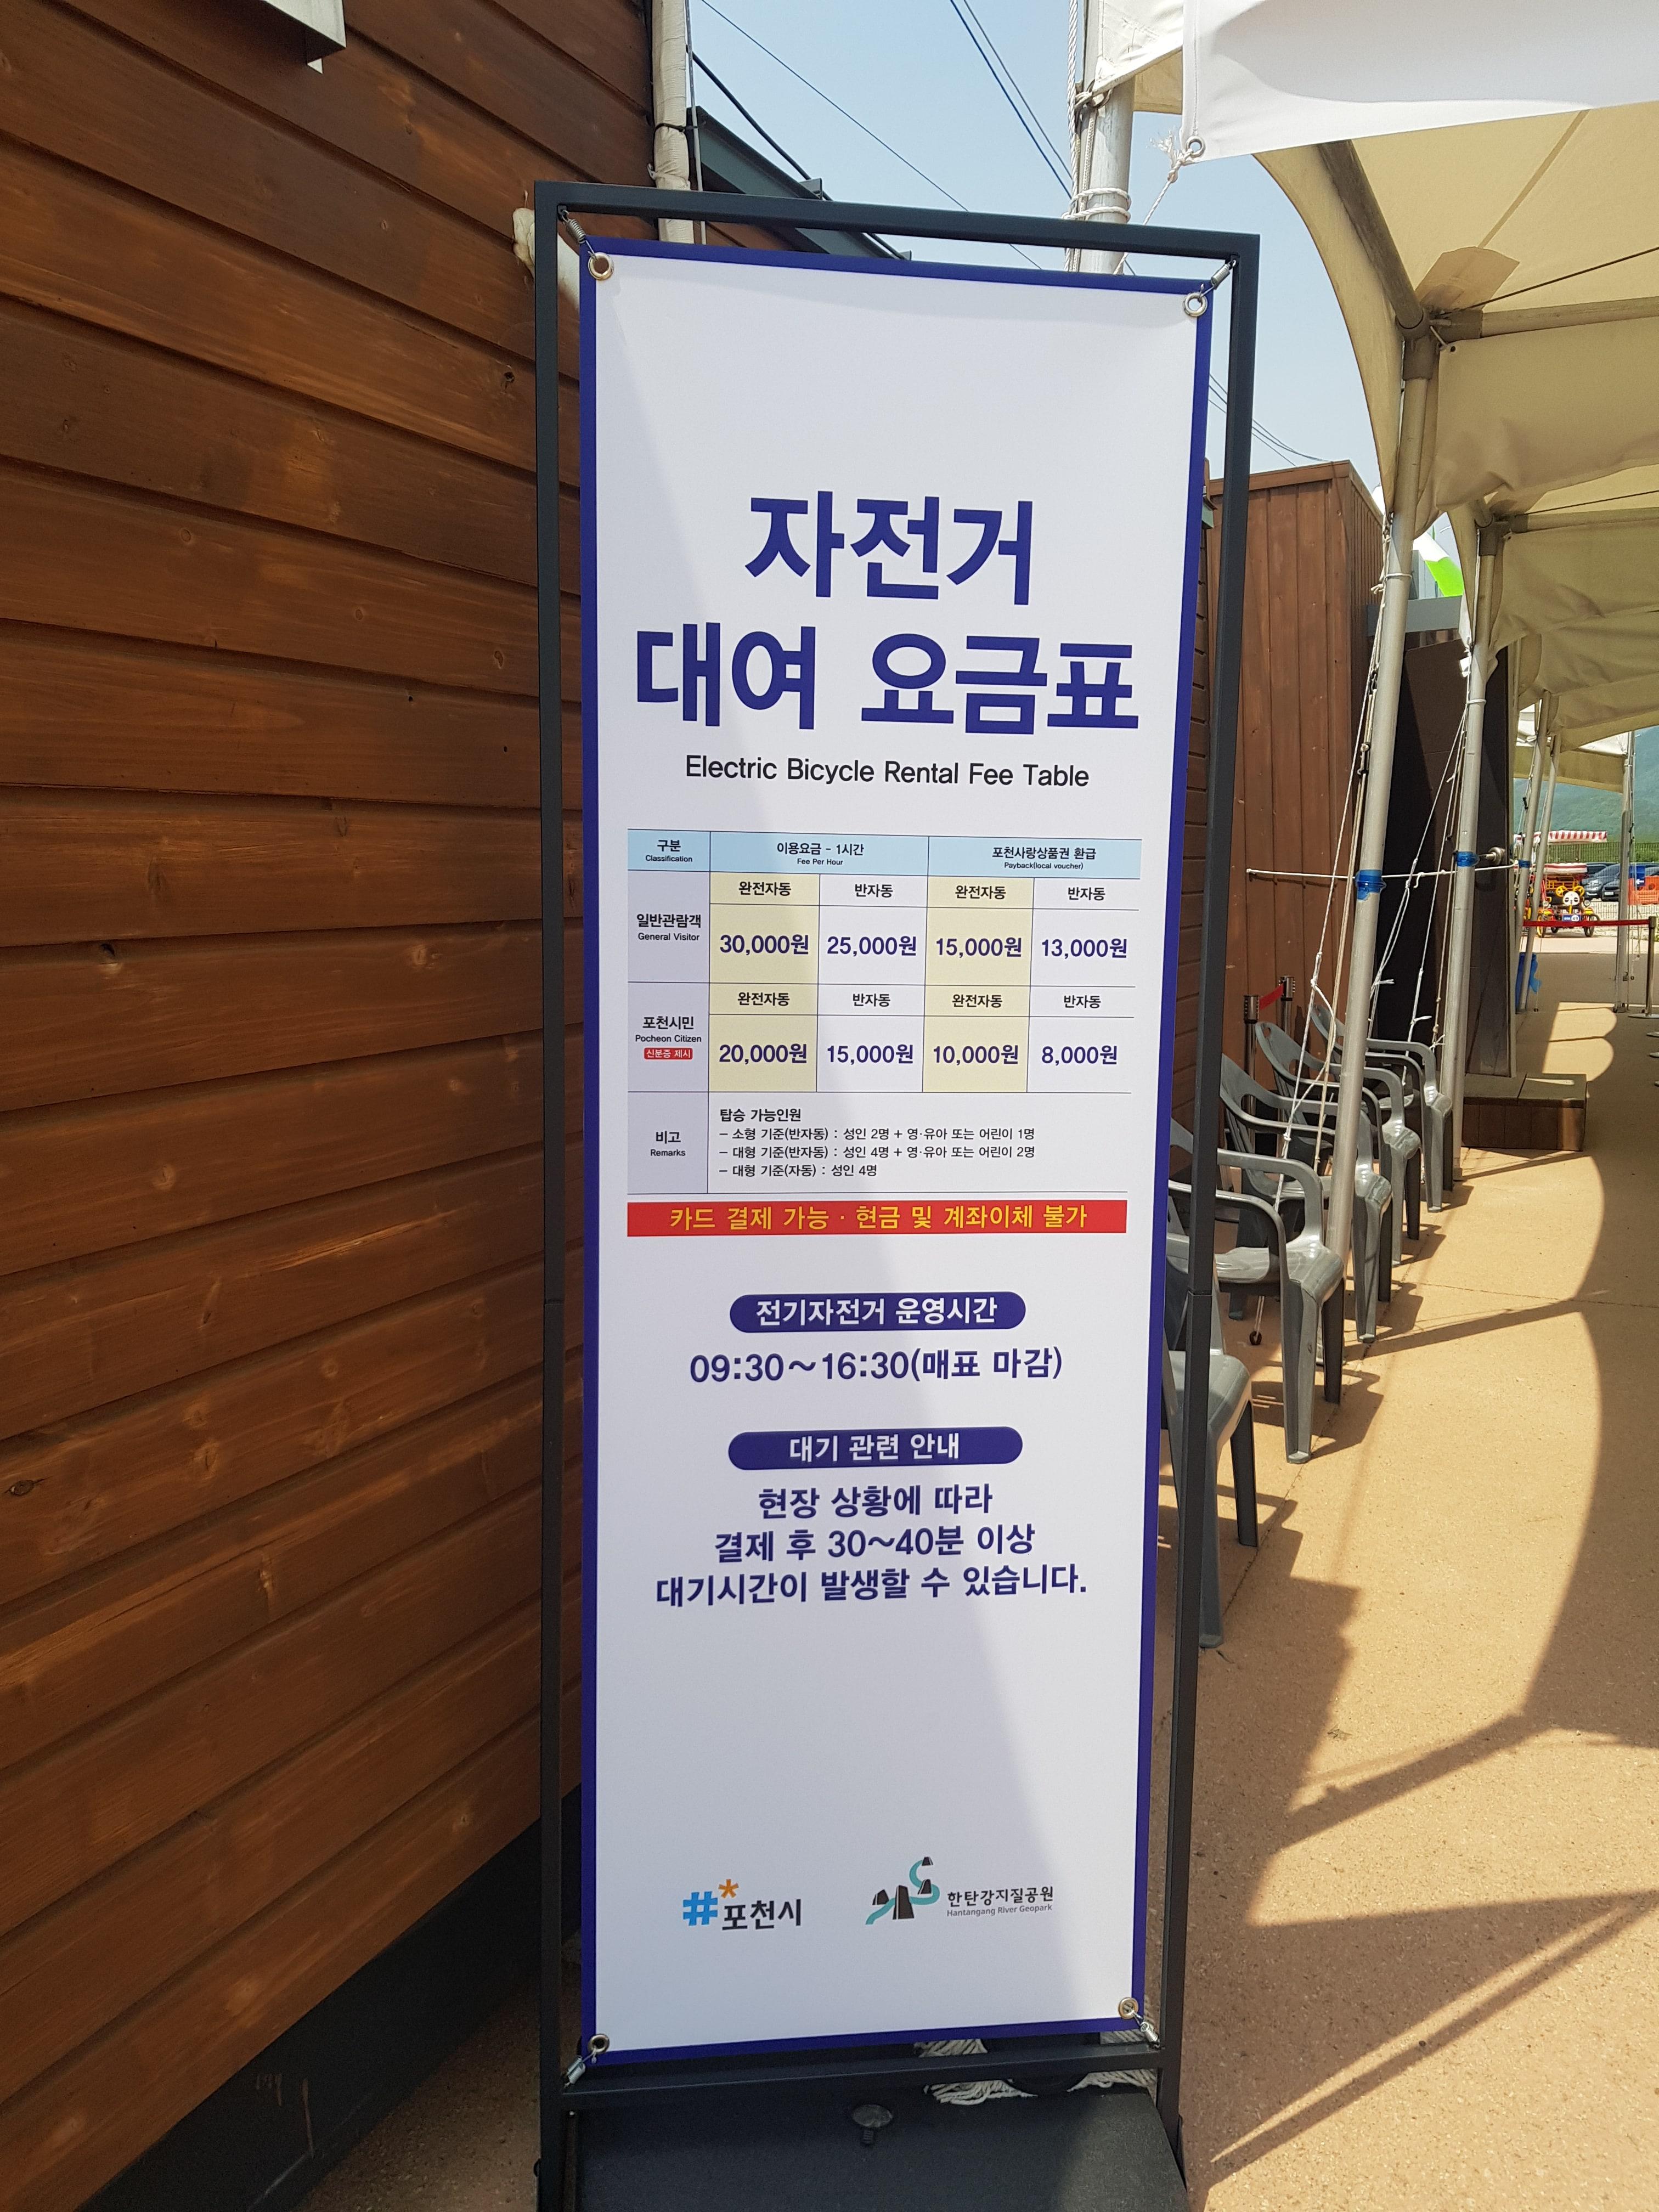 자전거
대여 요금표
Electric Bicycle Rental Fee Table
구분 이용요금 - 1시간 포천사랑상품권 환급
Classification Fee Per Hour Payback(local voucher)
완전자동 반자동 완전자동 반자동
일반관람객
General Visitor
30,000원 25,000원 15,000원 13,000원
완전자동 반자동 완전자동 반자동
포천시민
Pocheon Citizen
신분증 제시
20,000원 15,000원 10,000원 8,000원
비고
Remarks
탑승 가능인원
– 소형 기준(반자동) : 성인 2명 + 영·유아 또는 어린이 1명
– 대형 기준(반자동) : 성인 4명 + 영·유아 또는 어린이 2명
– 대형 기준(자동) : 성인 4명
카드 결제 가능 · 현금 및 계좌이체 불가
전기자전거 운영시간
09:30~16:30(매표 마감)
대기 관련 안내
현장 상황에 따라
결제 후 30~40분 이상
대기시간이 발생할 수 있습니다.
#*포천시
한탄강지질공원
Hantangang River Geopark